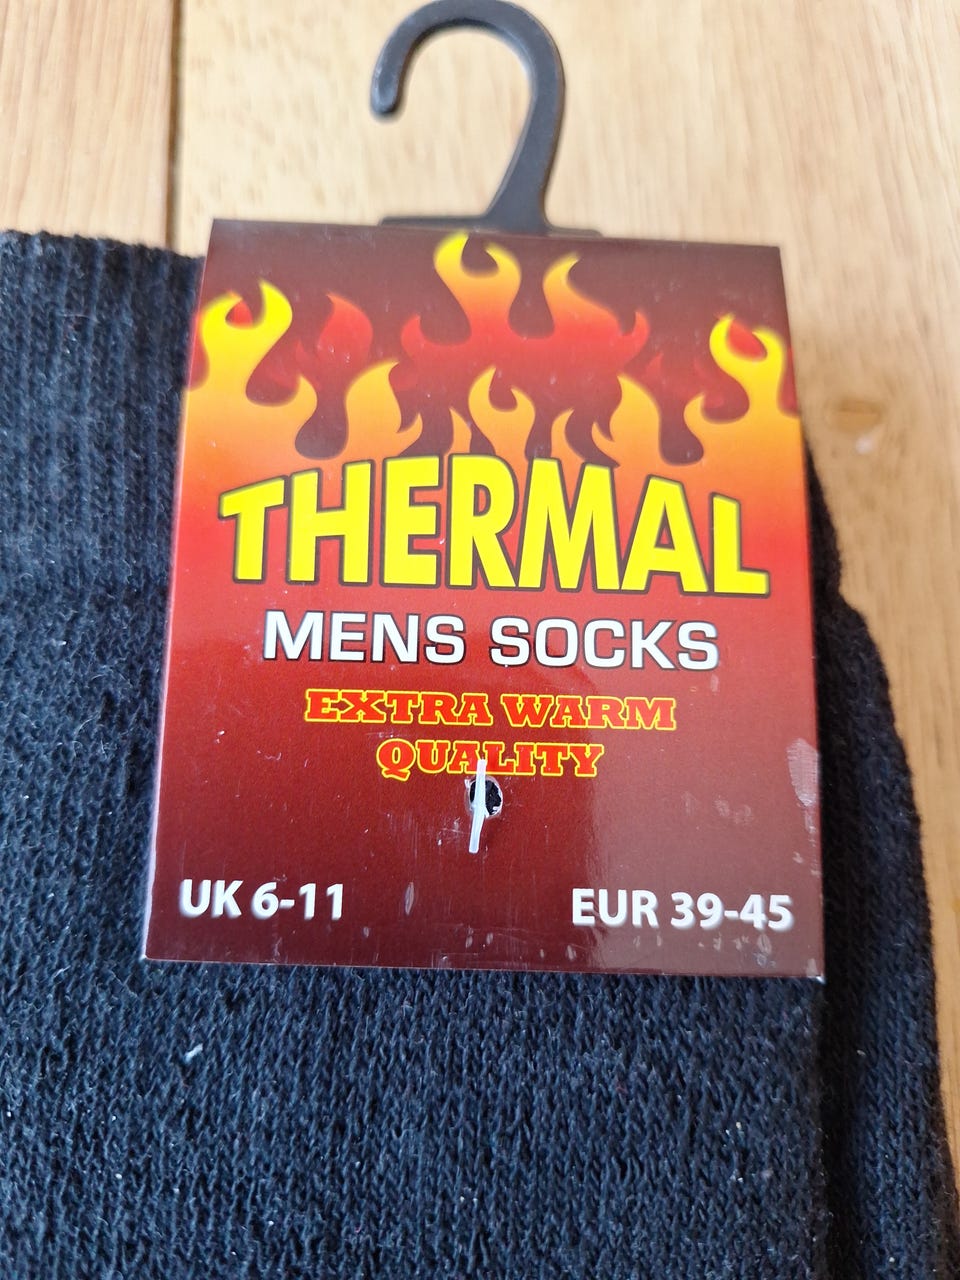 THERMAL
MENS SOCKS
EXTRA WARM
QUALITY
UK 6-11 EUR 39-45